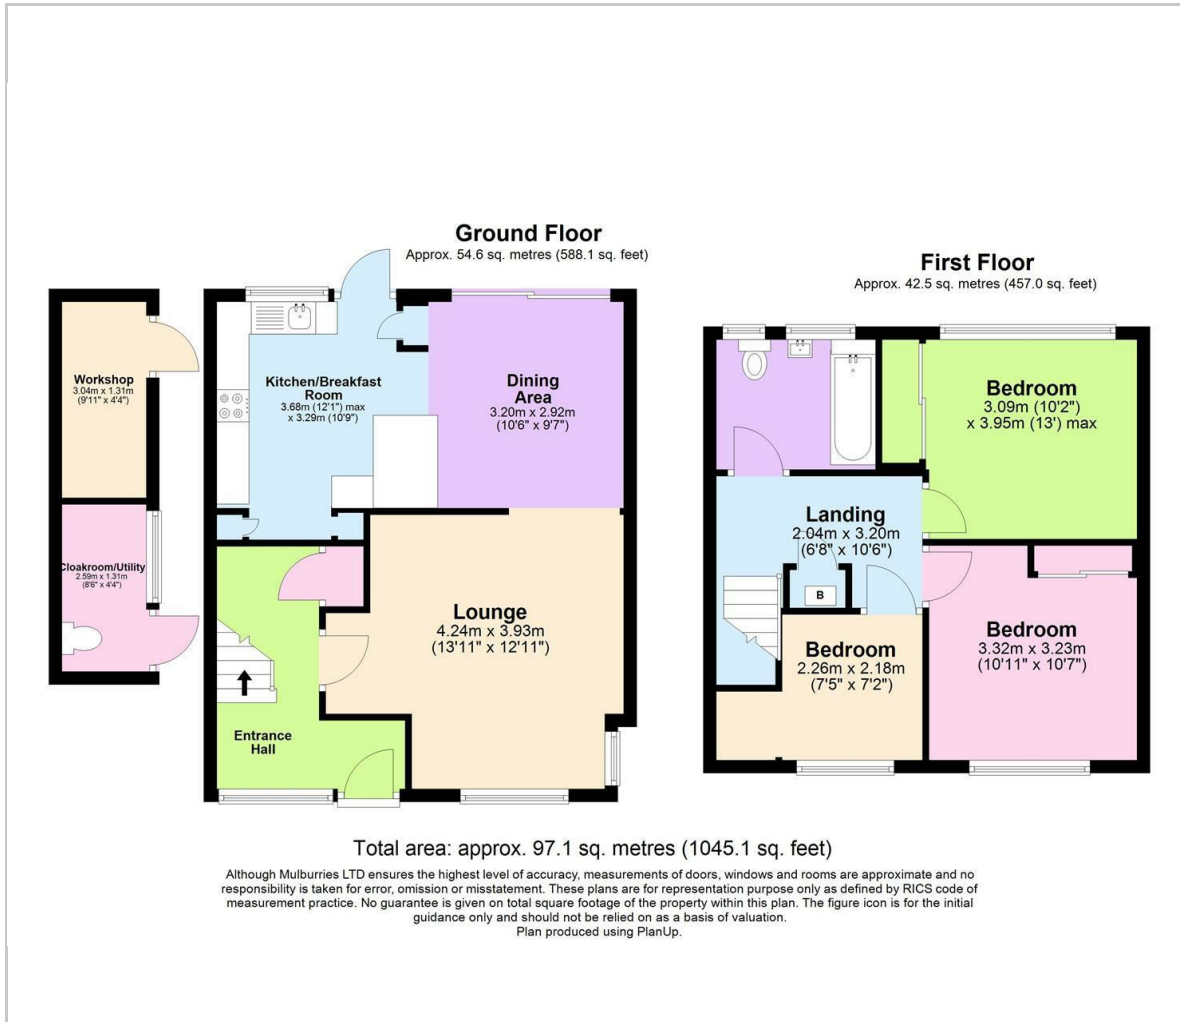 Ground Floor
Approx. 54.6 sq. metres (588.1 sq. feet)
First Floor
Approx. 42.5 sq. metres (457.0 sq. feet)
Workshop
3.04m x 1.31m
(9'11" x 4'4")
Kitchen/Breakfast
Room
3.68m (12'1") max
x 3.29m (10'9")
Dining
Area
3.20m x 2.92m
(10'6" x 9'7")
Cloakroom/Utility
2.59m x 1.31m
(8'6" x 4'4")
Lounge
4.24m x 3.93m
(13'11" x 12'11")
Entrance
Hall
Bedroom
3.09m (10'2")
x 3.95m (13') max
Landing
2.04m x 3.20m
(6'8" x 10'6")
B
Bedroom
2.26m x 2.18m
(7'5" x 7'2")
Bedroom
3.32m x 3.23m
(10'11" x 10'7")
Total area: approx. 97.1 sq. metres (1045.1 sq. feet)
Although Mulburries LTD ensures the highest level of accuracy, measurements of doors, windows and rooms are approximate and no
responsibility is taken for error, omission or misstatement. These plans are for representation purpose only as defined by RICS code of
measurement practice. No guarantee is given on total square footage of the property within this plan. The figure icon is for the initial
guidance only and should not be relied on as a basis of valuation.
Plan produced using PlanUp.